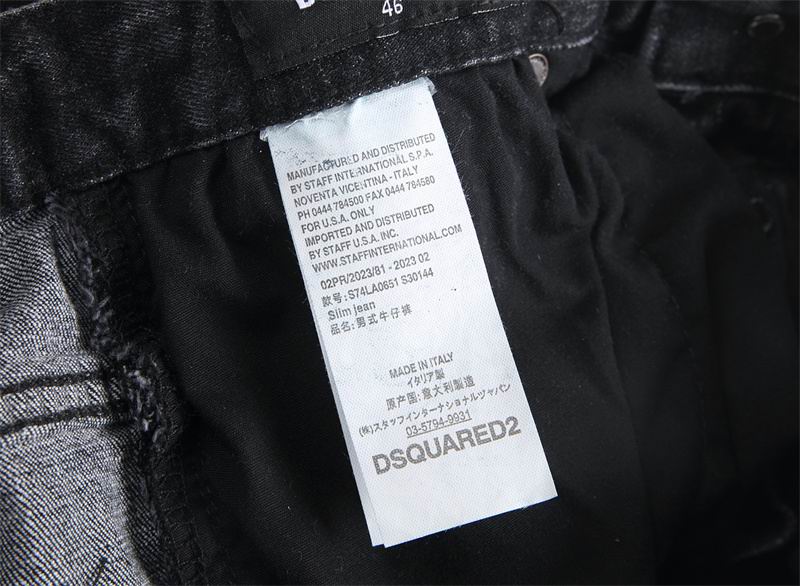 46
MANUFACTURED AND DISTRIBUTED
BY STAFF INTERNATIONAL S.P.A.
NOVENTA VICENTINA - ITALY
PH 0444 784500 FAX 0444 784580
FOR U.S.A. ONLY
IMPORTED AND DISTRIBUTED
BY STAFF U.S.A. INC.
WWW.STAFFINTERNATIONAL.COM
02PR/2023/81 - 2023 02
款号:S74LA0651 S30144
Slim jean
品名:男式牛仔裤
MADE IN ITALY
イタリア製
原产国:意大利製造
(株)スタッフインターナショナルジャパン
03-5794-9931
DSQUARED2